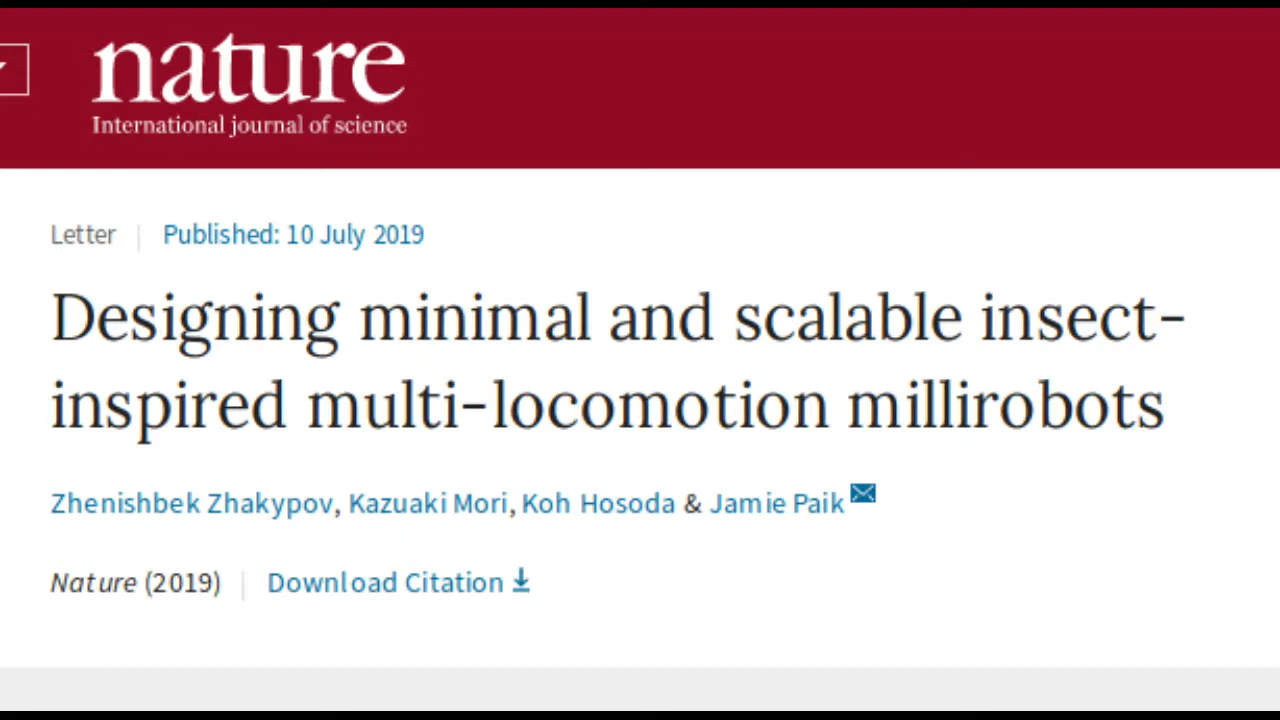 nature
International journal of science
Letter | Published: 10 July 2019
Designing minimal and scalable insect-
inspired multi-locomotion millirobots
Zhenishbek Zhakypov, Kazuaki Mori, Koh Hosoda & Jamie Paik
Nature (2019) | Download Citation